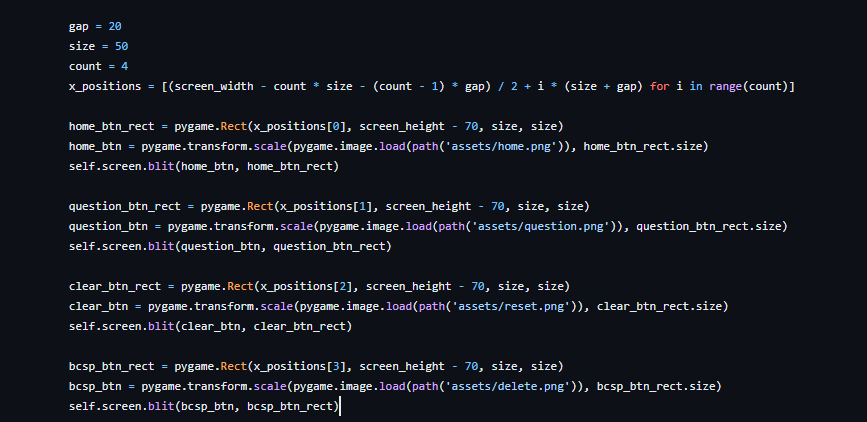 gap = 20
size = 50
count = 4
x_positions = [(screen_width - count * size - (count - 1) * gap) / 2 + i * (size + gap) for i in range(count)]
home_btn_rect = pygame.Rect(x_positions[0], screen_height - 70, size, size)
home_btn = pygame.transform.scale(pygame.image.load(path('assets/home.png')), home_btn_rect.size)
self.screen.blit(home_btn, home_btn_rect)
question_btn_rect = pygame.Rect(x_positions[1], screen_height - 70, size, size)
question_btn = pygame.transform.scale(pygame.image.load(path('assets/question.png')), question_btn_rect.size)
self.screen.blit(question_btn, question_btn_rect)
clear_btn_rect = pygame.Rect(x_positions[2], screen_height - 70, size, size)
clear_btn = pygame.transform.scale(pygame.image.load(path('assets/reset.png')), clear_btn_rect.size)
self.screen.blit(clear_btn, clear_btn_rect)
bcsp_btn_rect = pygame.Rect(x_positions[3], screen_height - 70, size, size)
bcsp_btn = pygame.transform.scale(pygame.image.load(path('assets/delete.png')), bcsp_btn_rect.size)
self.screen.blit(bcsp_btn, bcsp_btn_rect)